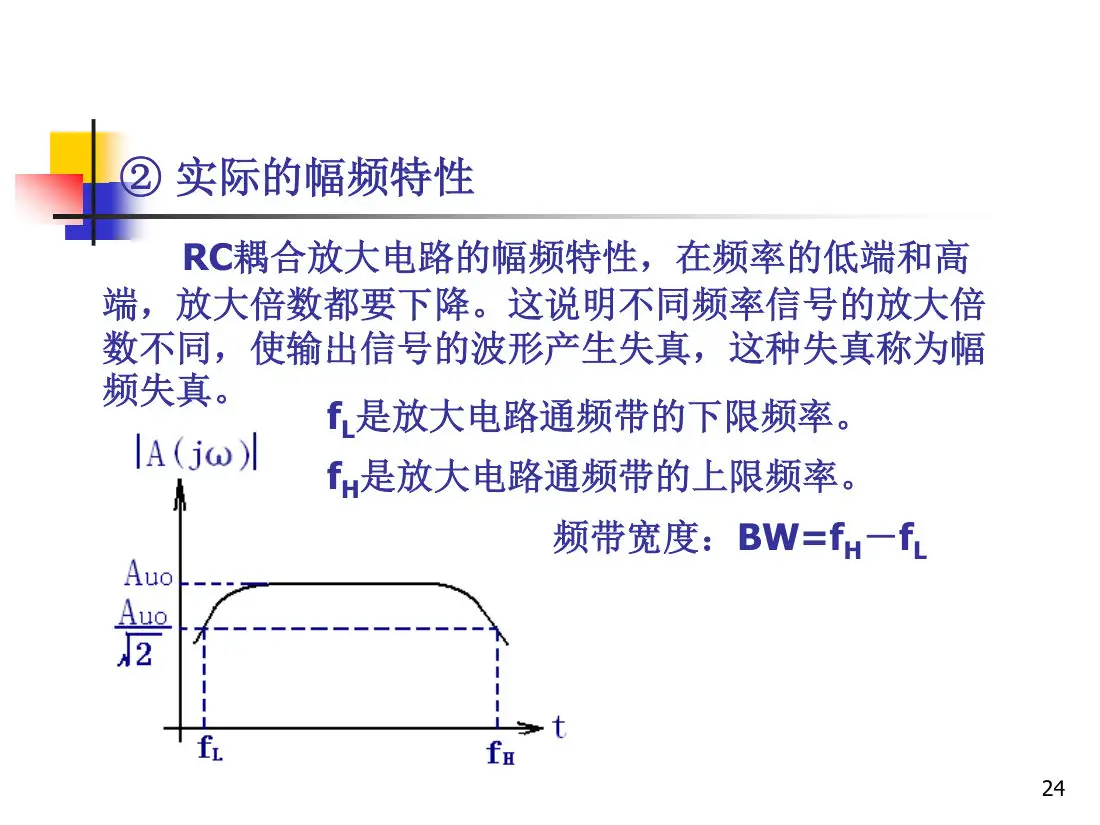 ② 实际的幅频特性
RC耦合放大电路的幅频特性，在频率的低端和高
端，放大倍数都要下降。这说明不同频率信号的放大倍
数不同，使输出信号的波形产生失真，这种失真称为幅
频失真。
fL是放大电路通频带的下限频率。
|A(jω)|
fH是放大电路通频带的上限频率。
频带宽度：BW=fH－fL
Auo
Auo
√2
t
fL
fH
24